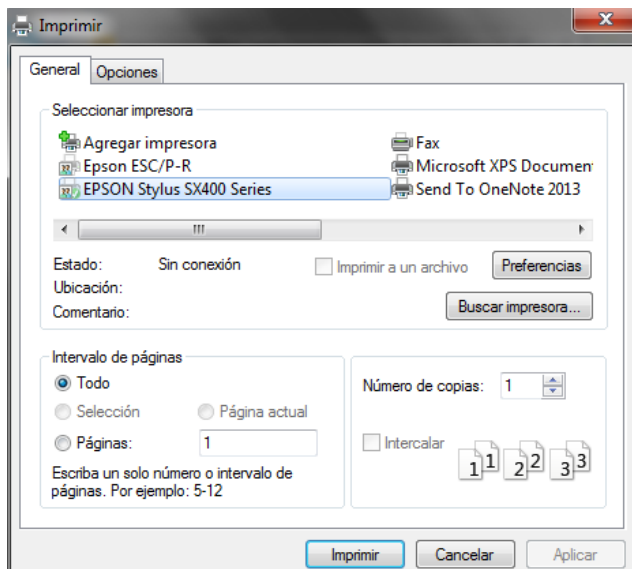 Imprimir
General Opciones
Seleccionar impresora
Agregar impresora Fax
Epson ESC/P-R Microsoft XPS Documen
EPSON Stylus SX400 Series Send To OneNote 2013
Estado: Sin conexión Imprimir a un archivo Preferencias
Ubicación:
Comentario: Buscar impresora...
Intervalo de páginas
Todo Número de copias: 1
Selección Página actual
Páginas: 1 Intercalar
1 1 2 2 3 3
Escriba un solo número o intervalo de
páginas. Por ejemplo: 5-12
Imprimir Cancelar Aplicar